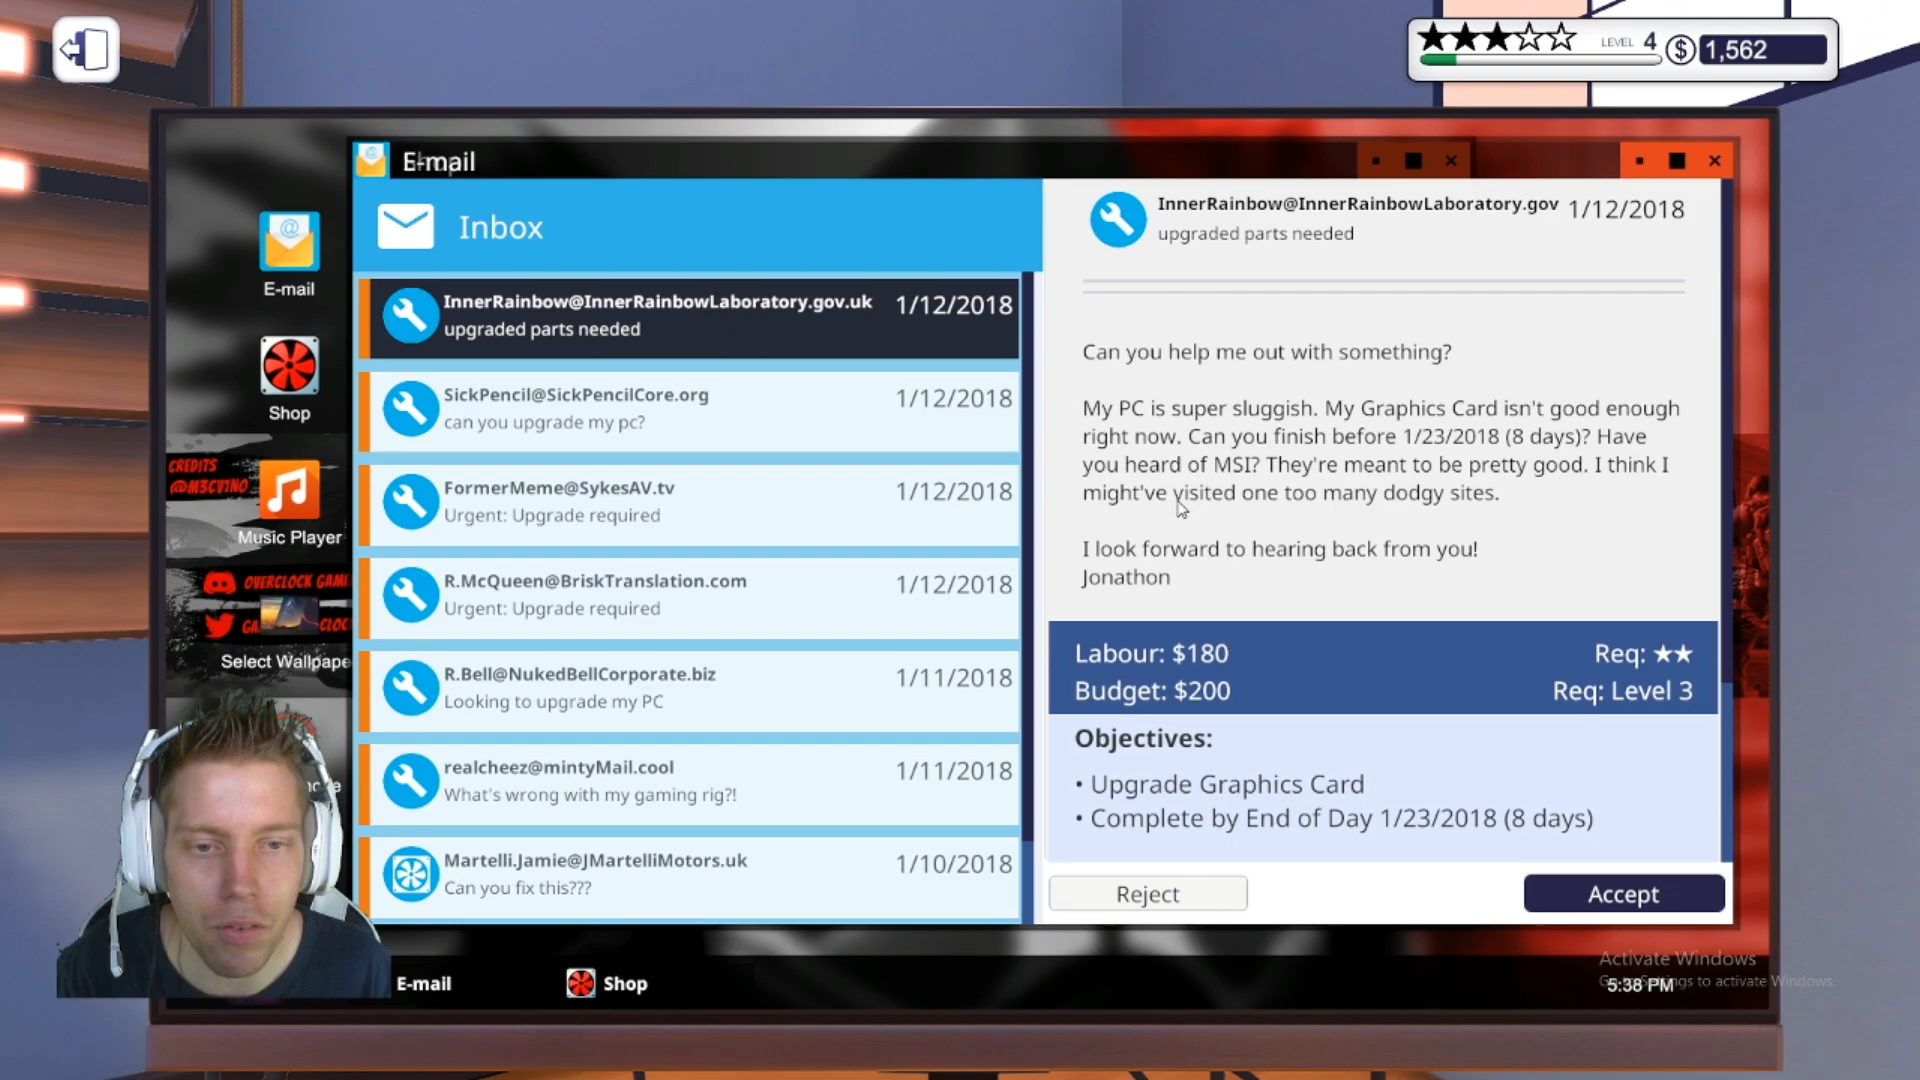 LEVEL 4
$ 1,562
E-mail
E-mail
Shop
CREDITS
@M3CV1NO
Music Player
OVERCLOCK GAMI
Select Wallpape
Inbox
InnerRainbow@InnerRainbowLaboratory.gov.uk 1/12/2018
upgraded parts needed
SickPencil@SickPencilCore.org 1/12/2018
can you upgrade my pc?
FormerMeme@SykesAV.tv 1/12/2018
Urgent: Upgrade required
R.McQueen@BriskTranslation.com 1/12/2018
Urgent: Upgrade required
R.Bell@NukedBellCorporate.biz 1/11/2018
Looking to upgrade my PC
realcheez@mintyMail.cool 1/11/2018
What's wrong with my gaming rig?!
Martelli.Jamie@JMartelliMotors.uk 1/10/2018
Can you fix this???
InnerRainbow@InnerRainbowLaboratory.gov 1/12/2018
upgraded parts needed
Can you help me out with something?
My PC is super sluggish. My Graphics Card isn't good enough
right now. Can you finish before 1/23/2018 (8 days)? Have
you heard of MSI? They're meant to be pretty good. I think I
might've visited one too many dodgy sites.
I look forward to hearing back from you!
Jonathon
Labour: $180 Req: ★★
Budget: $200 Req: Level 3
Objectives:
• Upgrade Graphics Card
• Complete by End of Day 1/23/2018 (8 days)
Reject Accept
E-mail Shop
Activate Windows
5:38 PM
to activate Windows.